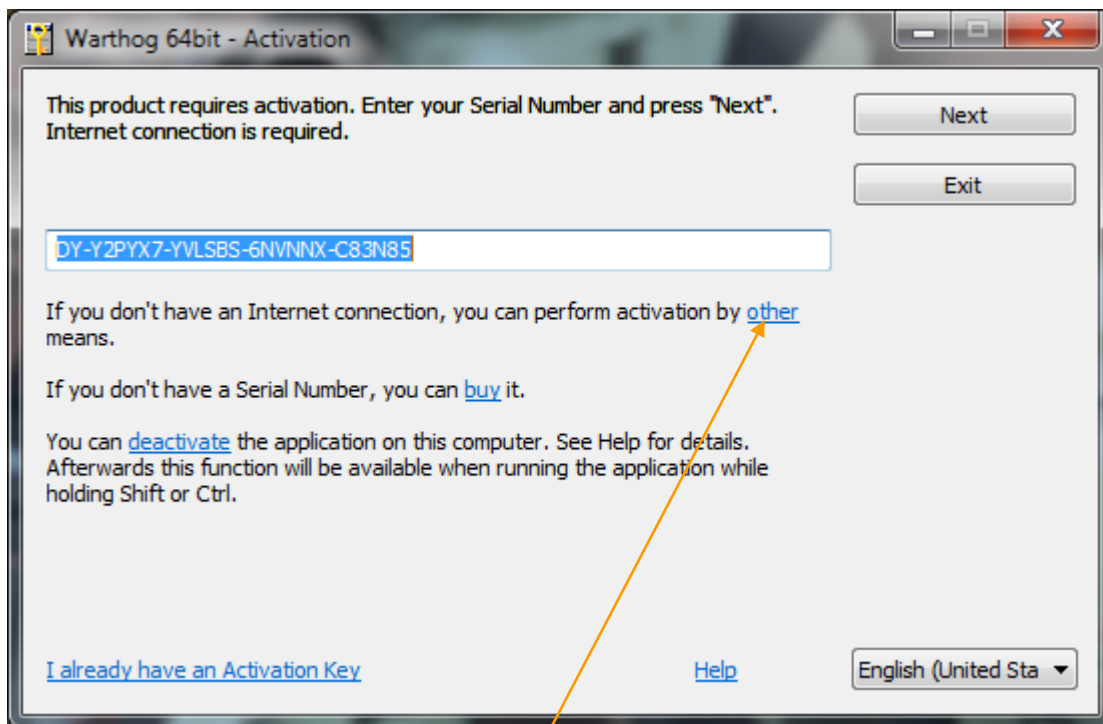 Warthog 64bit - Activation
This product requires activation. Enter your Serial Number and press "Next".
Internet connection is required.
Next
Exit
DY-Y2PYX7-YVLSBS-6NVNNX-C83N85
If you don't have an Internet connection, you can perform activation by other
means.
If you don't have a Serial Number, you can buy it.
You can deactivate the application on this computer. See Help for details.
Afterwards this function will be available when running the application while
holding Shift or Ctrl.
I already have an Activation Key
Help
English (United Sta